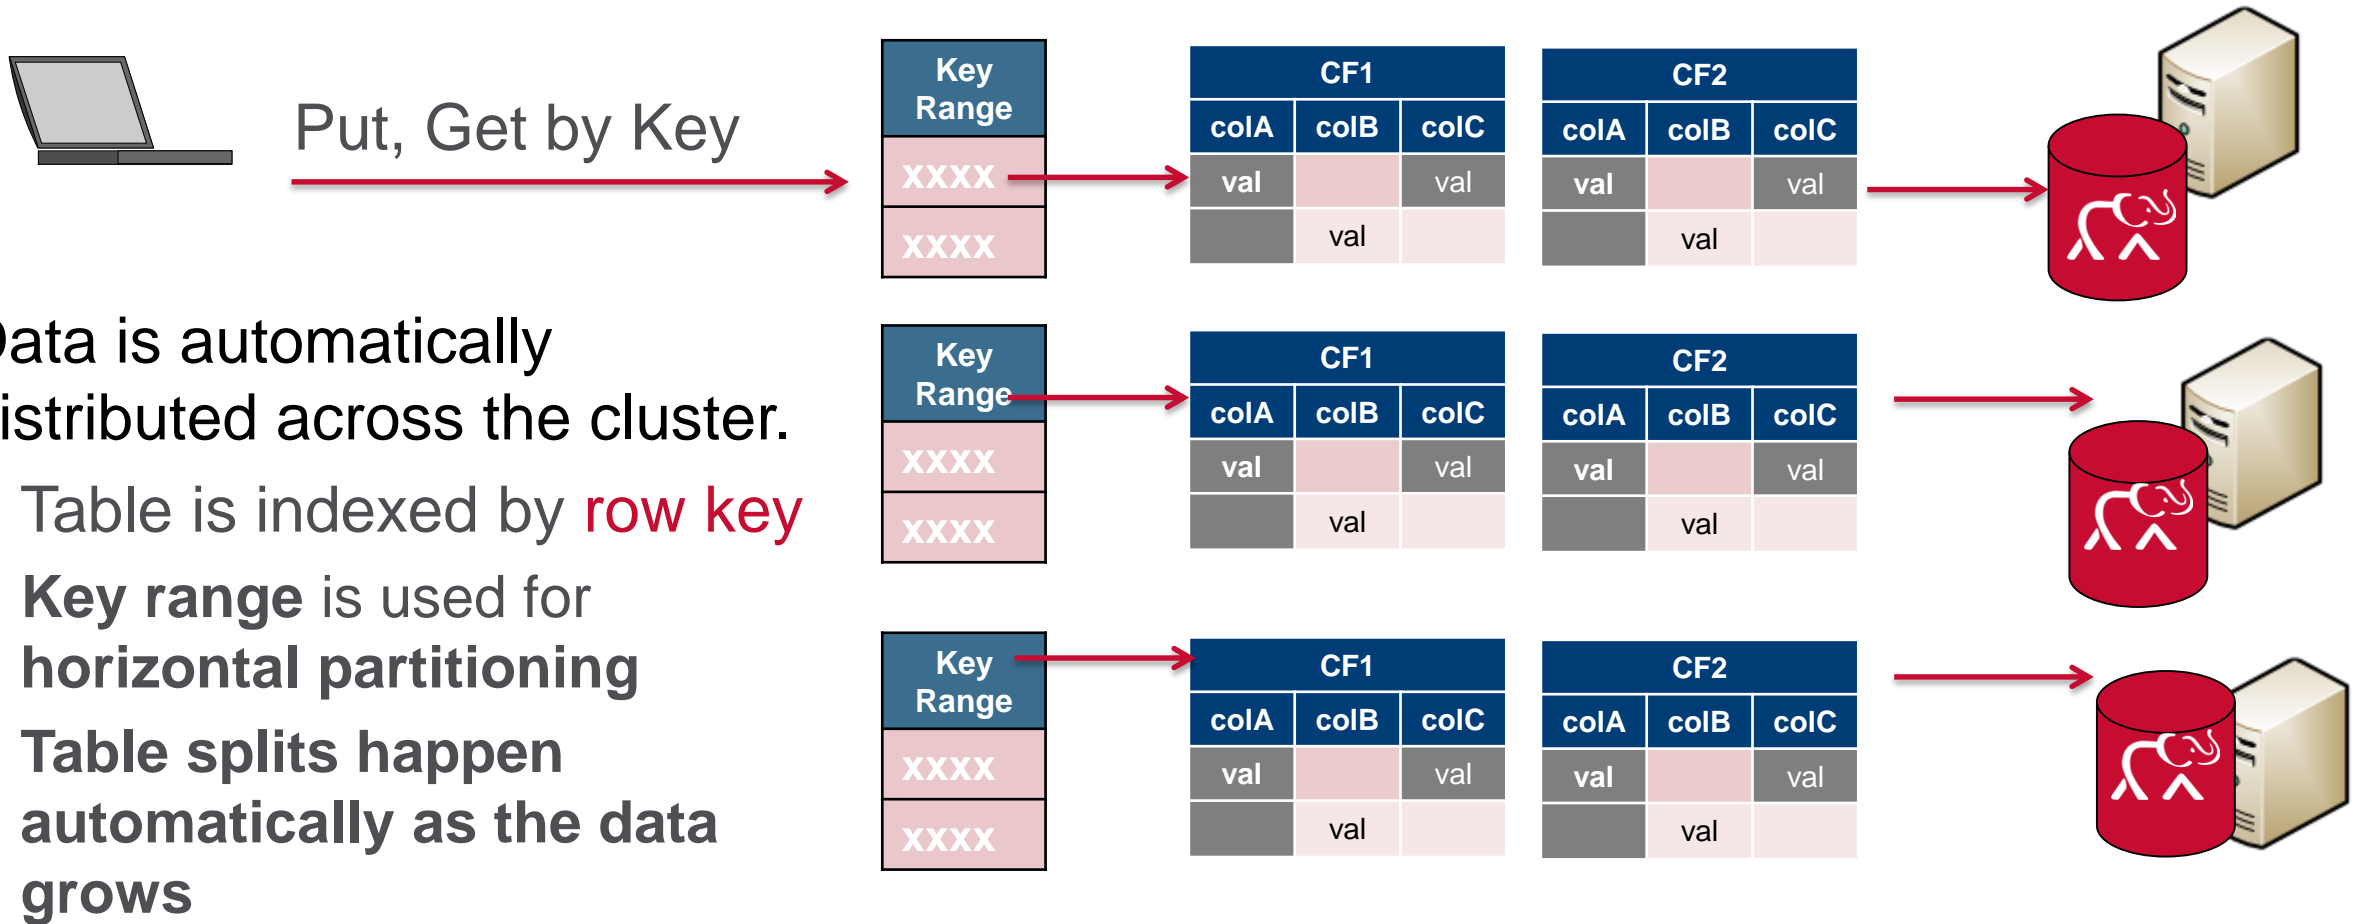 Put, Get by Key
Data is automatically
distributed across the cluster.
Table is indexed by row key
Key range is used for
horizontal partitioning
Table splits happen
automatically as the data
grows
Key
Range
xxxx
xxxx
CF1
colA colB colC
val val
val
CF2
colA colB colC
val val
val
Key
Range
xxxx
xxxx
CF1
colA colB colC
val val
val
CF2
colA colB colC
val val
val
Key
Range
xxxx
xxxx
CF1
colA colB colC
val val
val
CF2
colA colB colC
val val
val